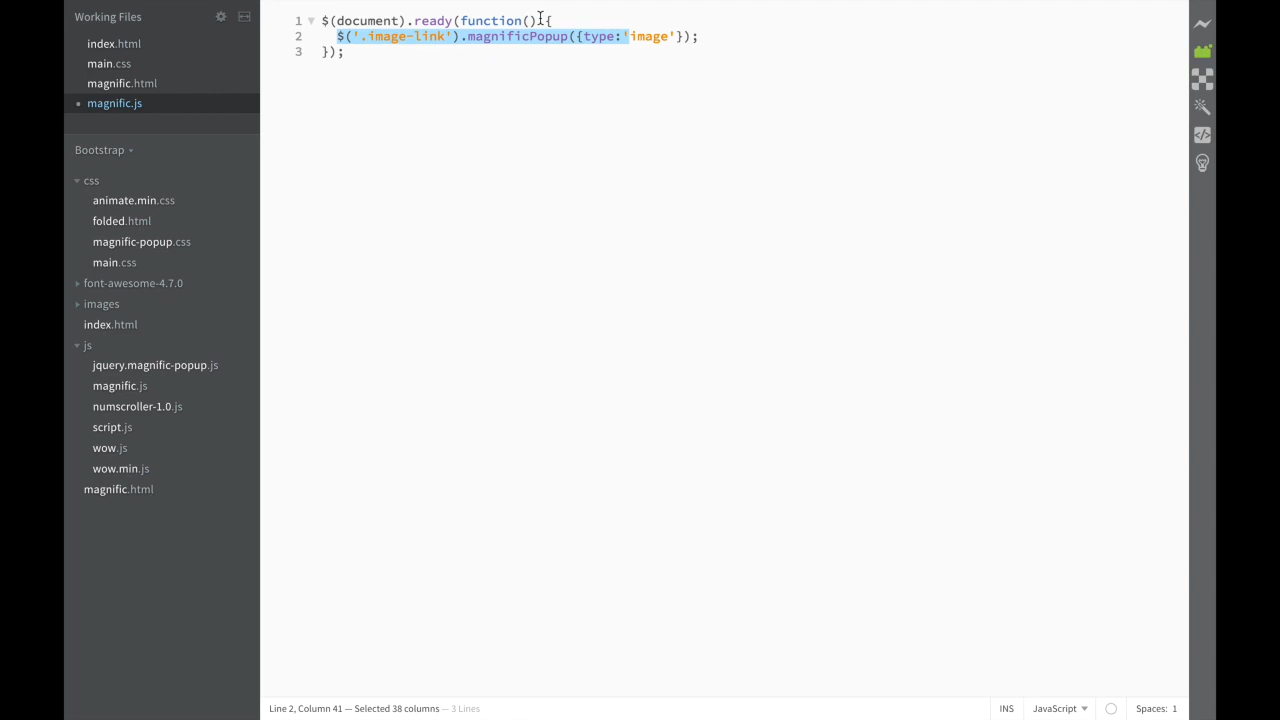 Working Files
index.html
main.css
magnific.html
magnific.js
Bootstrap
css
animate.min.css
folded.html
magnific-popup.css
main.css
font-awesome-4.7.0
images
index.html
js
jquery.magnific-popup.js
magnific.js
numscroller-1.0.js
script.js
wow.js
wow.min.js
magnific.html
1 $(document).ready(function() {
2 $('.image-link').magnificPopup({type:'image'});
3 });
Line 2, Column 41 — Selected 38 columns — 3 Lines
INS
JavaScript
Spaces: 1